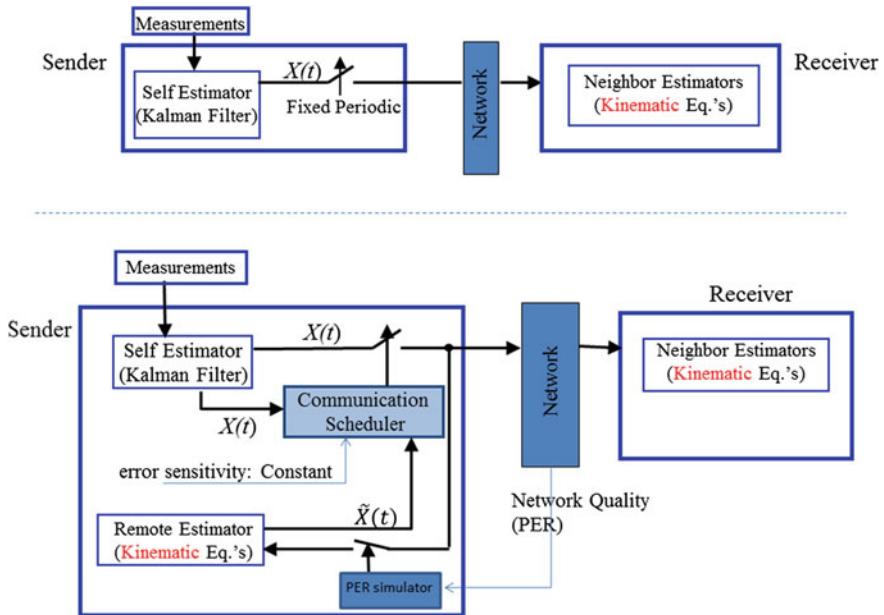 Measurements
Sender
Receiver
X(t)
Self Estimator
(Kalman Filter)
Fixed Periodic
Network
Neighbor Estimators
(Kinematic Eq.'s)
Measurements
Receiver
Sender
X(t)
Self Estimator
(Kalman Filter)
Network
Neighbor Estimators
(Kinematic Eq.'s)
X(t)
Communication
Scheduler
error sensitivity: Constant
X̃(t)
Network Quality
(PER)
Remote Estimator
(Kinematic Eq.'s)
PER simulator